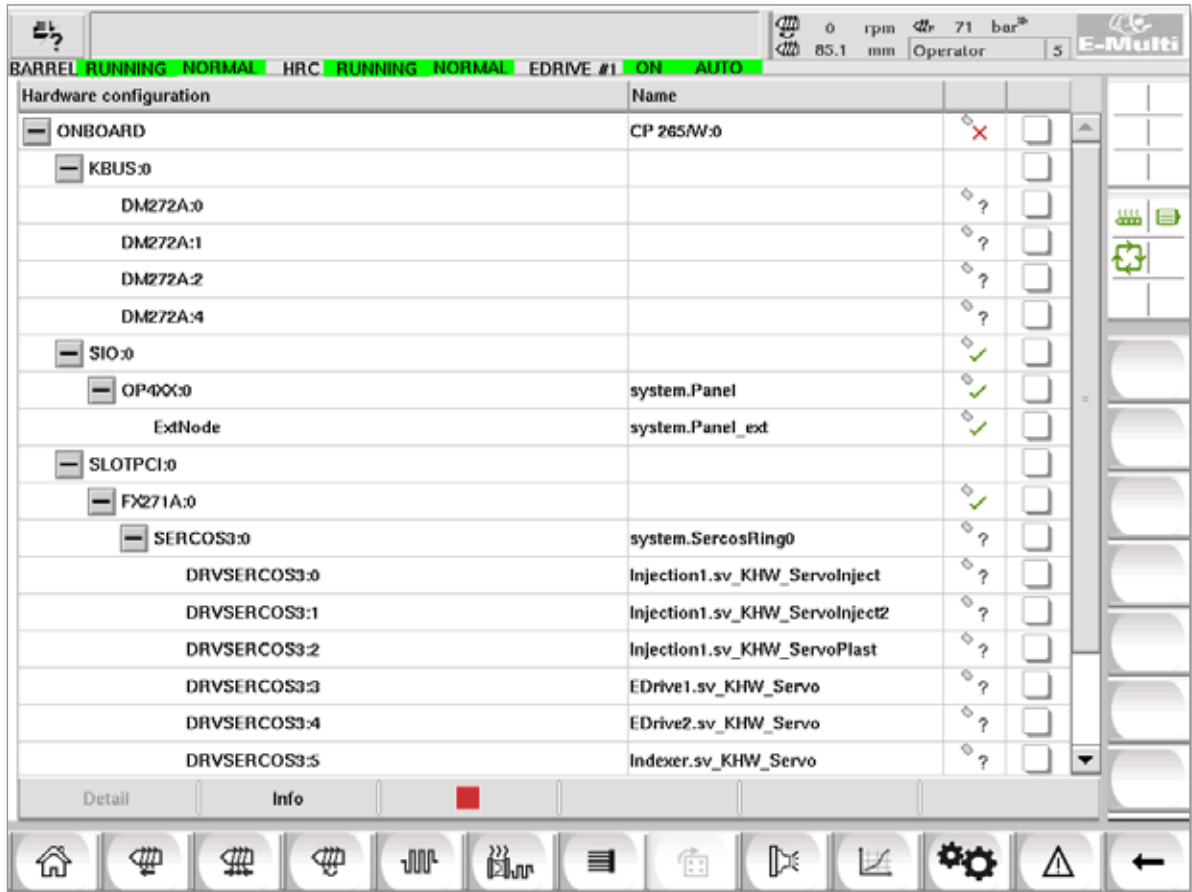 0 rpm 71 bar
E-Multi
85.1 mm Operator 5
BARREL RUNNING NORMAL HRC RUNNING NORMAL EDRIVE #1 ON AUTO
Hardware configuration Name
ONBOARD CP 265/W:0
KBUS:0
DM272A:0 ?
DM272A:1 ?
DM272A:2 ?
DM272A:4 ?
SIO:0
OP4XX:0 system.Panel
ExtNode system.Panel_ext
SLOTPCI:0
FX271A:0
SERCOS3:0 system.SercosRing0 ?
DRVSERCOS3:0 Injection1.sv_KHW_ServoInject ?
DRVSERCOS3:1 Injection1.sv_KHW_ServoInject2 ?
DRVSERCOS3:2 Injection1.sv_KHW_ServoPlast ?
DRVSERCOS3:3 EDrive1.sv_KHW_Servo ?
DRVSERCOS3:4 EDrive2.sv_KHW_Servo ?
DRVSERCOS3:5 Indexer.sv_KHW_Servo ?
Detail Info